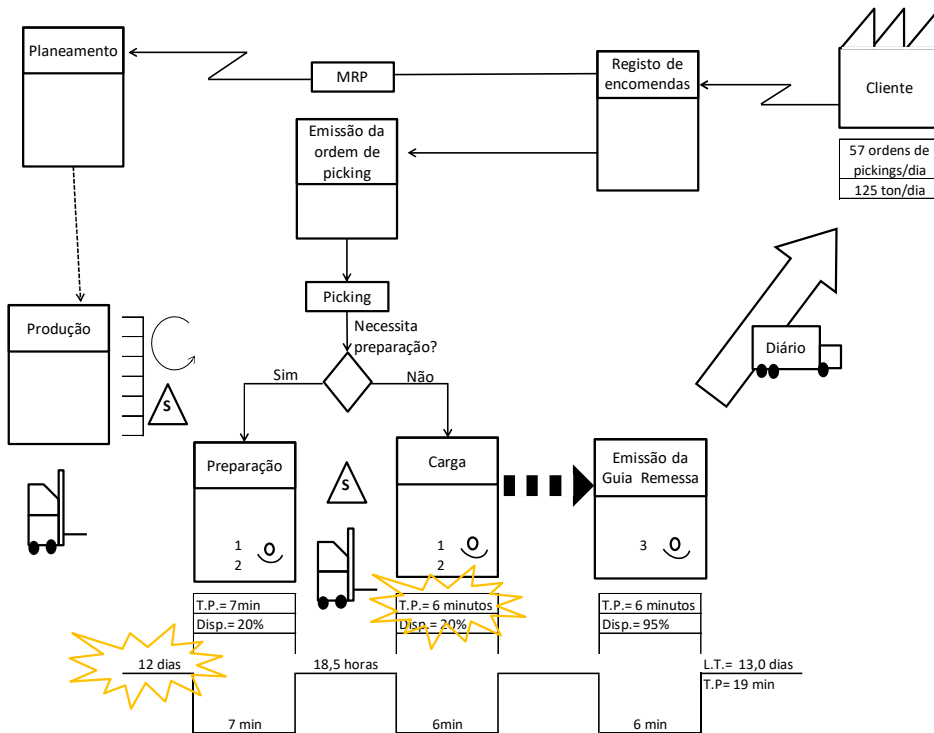 Planeamento
MRP
Registo de
encomendas
Cliente
57 ordens de
pickings/dia
125 ton/dia
Emissão da
ordem de
picking
Picking
Necessita
preparação?
Sim
Não
Produção
S
Diário
Preparação
S
Carga
Emissão da
Guia Remessa
1
2
1
2
3
T.P.= 7min
Disp.= 20%
T.P.= 6 minutos
Disp.= 20%
T.P.= 6 minutos
Disp.= 95%
12 dias
18,5 horas
L.T.= 13,0 dias
T.P= 19 min
7 min
6min
6 min